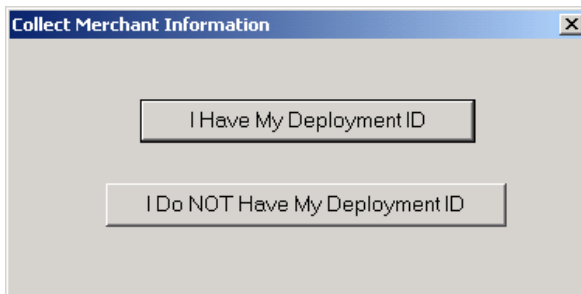 Collect Merchant Information
I Have My Deployment ID
I Do NOT Have My Deployment ID